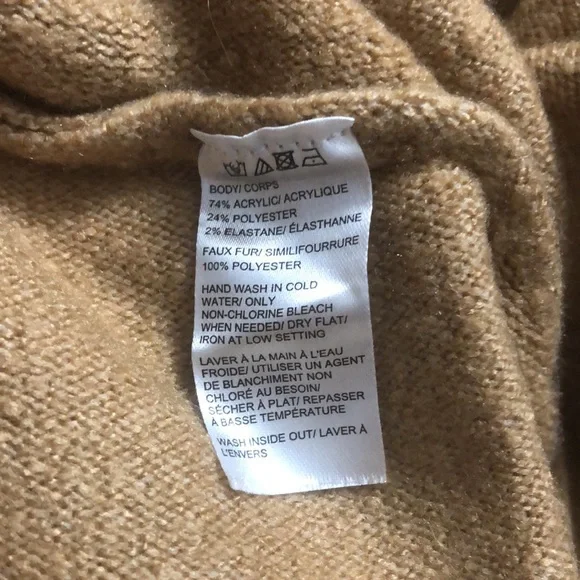 BODY/ CORPS
74% ACRYLIC/ ACRYLIQUE
24% POLYESTER
2% ELASTANE/ ÉLASTHANNE
FAUX FUR/ SIMILIFOURRURE
100% POLYESTER
HAND WASH IN COLD
WATER/ ONLY
NON-CHLORINE BLEACH
WHEN NEEDED/ DRY FLAT/
IRON AT LOW SETTING
LAVER À LA MAIN À L'EAU
FROIDE/ UTILISER UN AGENT
DE BLANCHIMENT NON
CHLORÉ AU BESOIN/
SÉCHER À PLAT/ REPASSER
À BASSE TEMPÉRATURE
WASH INSIDE OUT/ LAVER À
L'ENVERS